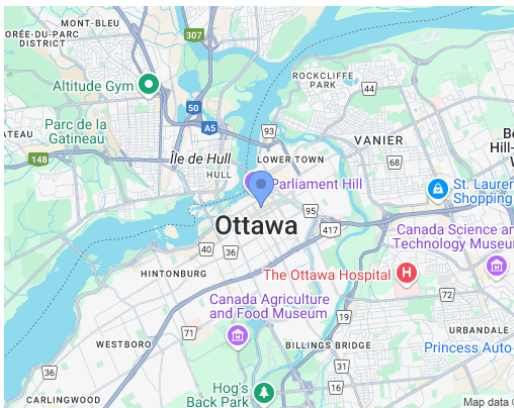 MONT-BLEU
ORÉE-DU-PARC
DISTRICT
307
ROCKCLIFFE
PARK
Altitude Gym
44
50
Parc de la
Gatineau
A5
93
VANIER
148
Île de Hull
LOWER TOWN
HULL
68
Parliament Hill
St. Lauren
Shopping
95
Ottawa
417
Canada Science an
Technology Museu
40
36
HINTONBURG
The Ottawa Hospital
H
Canada Agriculture
and Food Museum
72
19
71
URBANDALE
WESTBORO
BILLINGS BRIDGE
Princess Auto
31
36
16
Hog's
Back Park
CARLINGWOOD
Map data